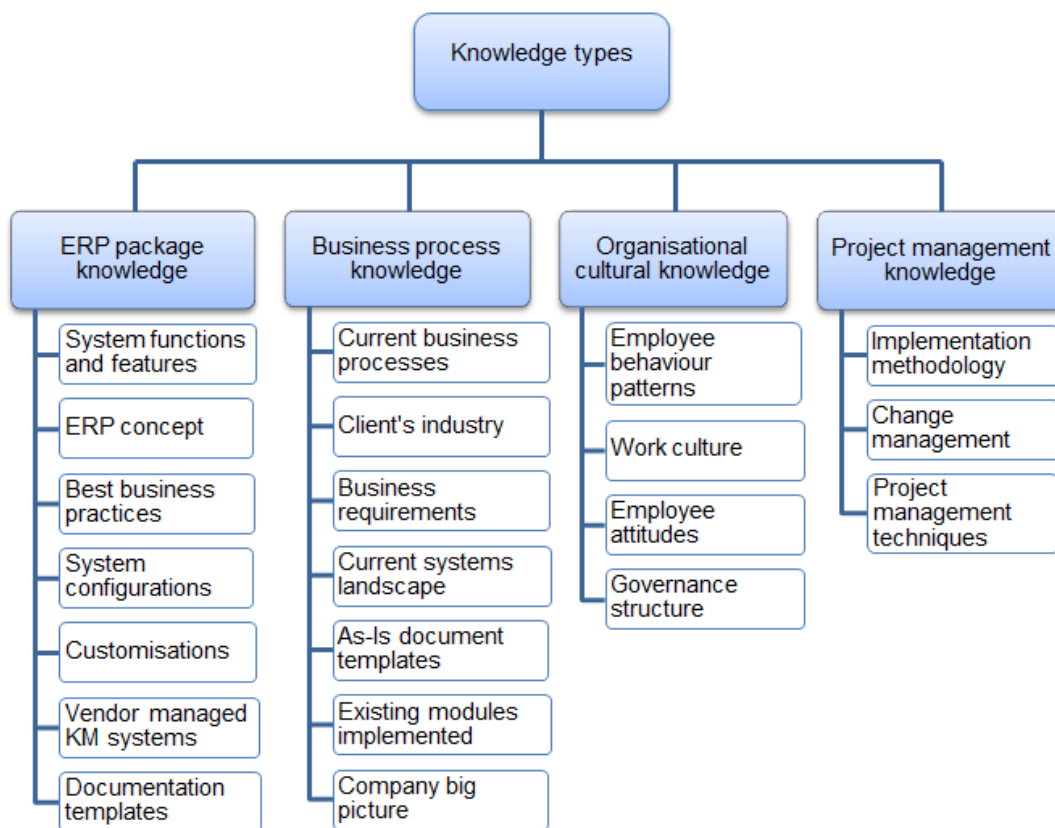 Knowledge types
ERP package
knowledge
Business process
knowledge
Organisational
cultural knowledge
Project management
knowledge
System functions
and features
ERP concept
Best business
practices
System
configurations
Customisations
Vendor managed
KM systems
Documentation
templates
Current business
processes
Client's industry
Business
requirements
Current systems
landscape
As-Is document
templates
Existing modules
implemented
Company big
picture
Employee
behaviour
patterns
Work culture
Employee
attitudes
Governance
structure
Implementation
methodology
Change
management
Project
management
techniques